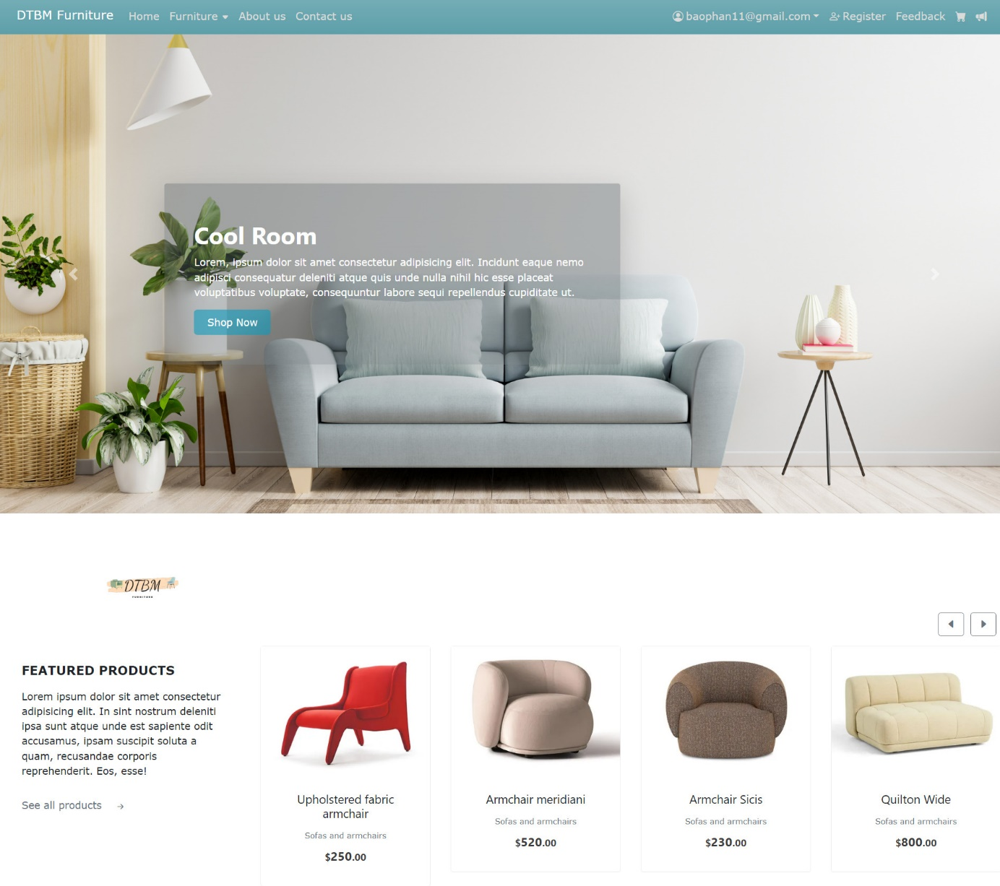 DTBM Furniture Home Furniture About us Contact us baophan11@gmail.com Register Feedback
Cool Room
Lorem, ipsum dolor sit amet consectetur adipisicing elit. Incidunt eaque nemo
adipisci consequatur deleniti atque quis unde nulla nihil hic esse placeat
voluptatibus voluptate, consequuntur labore sequi repellendus cupiditate ut.
Shop Now
DTBM
FURNITURE
FEATURED PRODUCTS
Lorem ipsum dolor sit amet consectetur
adipisicing elit. In sint nostrum deleniti
ipsa sunt atque unde est sapiente odit
accusamus, ipsam suscipit soluta a
quam, recusandae corporis
reprehenderit. Eos, esse!
See all products →
Upholstered fabric
armchair
Sofas and armchairs
$250.00
Armchair meridiani
Sofas and armchairs
$520.00
Armchair Sicis
Sofas and armchairs
$230.00
Quilton Wide
Sofas and armchairs
$800.00